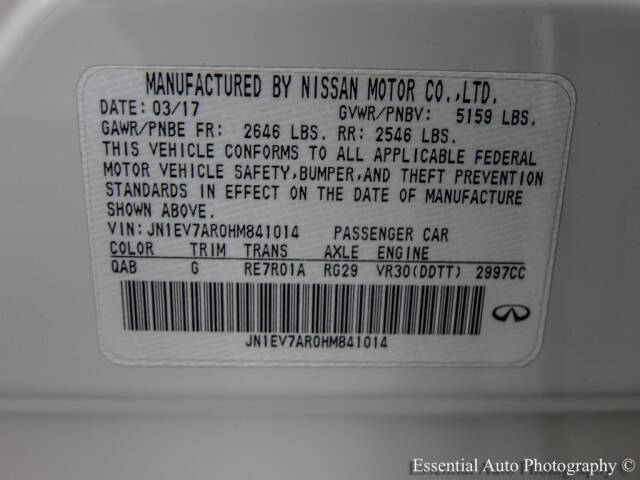 MANUFACTURED BY NISSAN MOTOR CO.,LTD.
DATE: 03/17 GVWR/PNBV: 5159 LBS.
GAWR/PNBE FR: 2646 LBS. RR: 2546 LBS.
THIS VEHICLE CONFORMS TO ALL APPLICABLE FEDERAL
MOTOR VEHICLE SAFETY,BUMPER,AND THEFT PREVENTION
STANDARDS IN EFFECT ON THE DATE OF MANUFACTURE
SHOWN ABOVE.
VIN: JN1EV7AR0HM841014 PASSENGER CAR
COLOR TRIM TRANS AXLE ENGINE
QAB G RE7R01A RG29 VR30(DDTT) 2997CC
JN1EV7AR0HM841014
Essential Auto Photography (C)